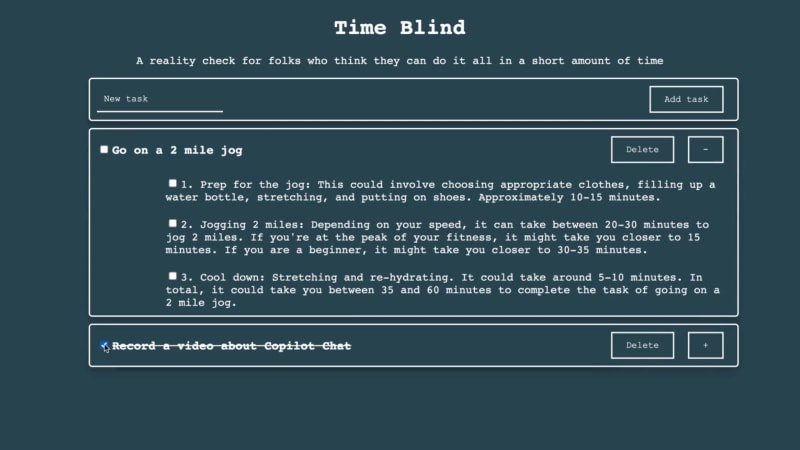 Time Blind
A reality check for folks who think they can do it all in a short amount of time
New task
Add task
Go on a 2 mile jog
Delete
-
1. Prep for the jog: This could involve choosing appropriate clothes, filling up a
water bottle, stretching, and putting on shoes. Approximately 10-15 minutes.
2. Jogging 2 miles: Depending on your speed, it can take between 20-30 minutes to
jog 2 miles. If you're at the peak of your fitness, it might take you closer to 15
minutes. If you are a beginner, it might take you closer to 30-35 minutes.
3. Cool down: Stretching and re-hydrating. It could take around 5-10 minutes. In
total, it could take you between 35 and 60 minutes to complete the task of going on a
2 mile jog.
Record a video about Copilot Chat
Delete
+